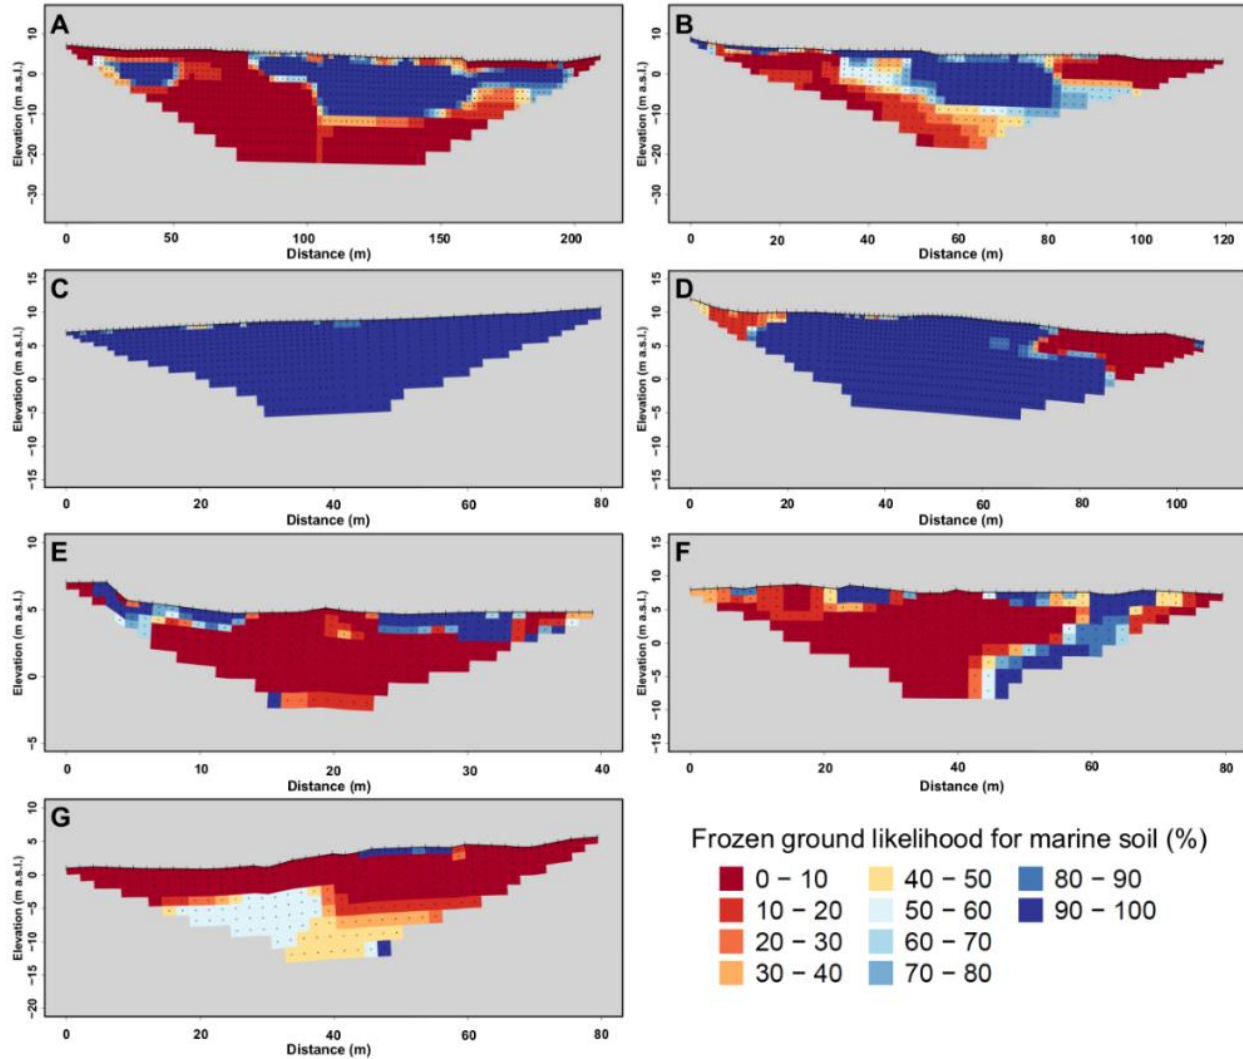 A
Elevation (m a.s.l.)
10
0
−10
−20
−30
0 50 100 150 200
Distance (m)
B
Elevation (m a.s.l.)
10
0
−10
−20
−30
0 20 40 60 80 100 120
Distance (m)
C
Elevation (m a.s.l.)
15
10
5
0
−5
−10
−15
0 20 40 60 80
Distance (m)
D
Elevation (m a.s.l.)
15
10
5
0
−5
−10
−15
0 20 40 60 80 100
Distance (m)
E
Elevation (m a.s.l.)
10
5
0
−5
0 10 20 30 40
Distance (m)
F
Elevation (m a.s.l.)
15
10
5
0
−5
−10
−15
0 20 40 60 80
Distance (m)
G
Elevation (m a.s.l.)
10
5
0
−5
−10
−15
−20
0 20 40 60 80
Distance (m)
Frozen ground likelihood for marine soil (%)
0 − 10 40 − 50 80 − 90
10 − 20 50 − 60 90 − 100
20 − 30 60 − 70
30 − 40 70 − 80